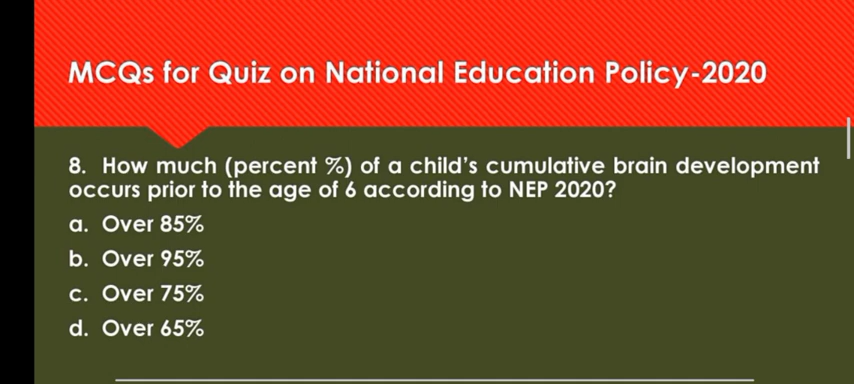 MCQs for Quiz on National Education Policy-2020
8. How much (percent %) of a child's cumulative brain development
occurs prior to the age of 6 according to NEP 2020?
a. Over 85%
b. Over 95%
c. Over 75%
d. Over 65%